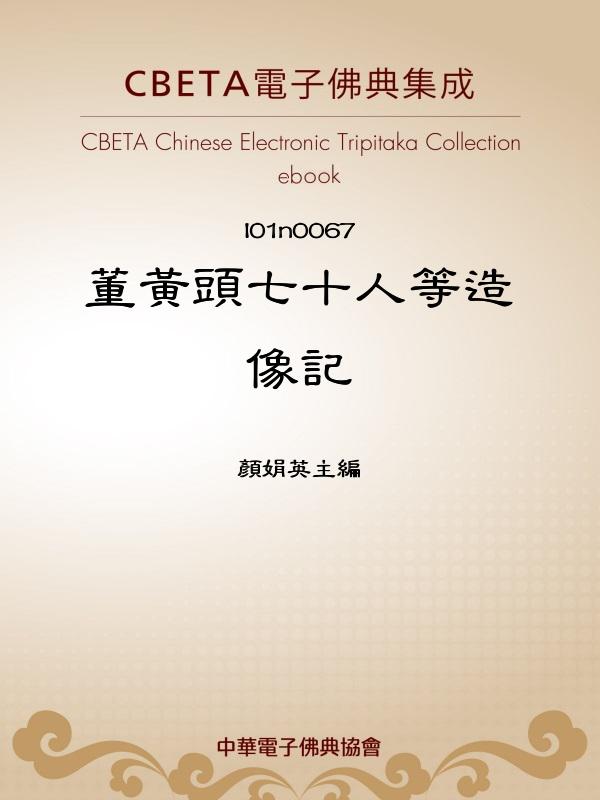 CBETA電子佛典集成
CBETA Chinese Electronic Tripitaka Collection
ebook
I01n0067
董黃頭七十人等造
像記
顏娟英主編
中華電子佛典協會